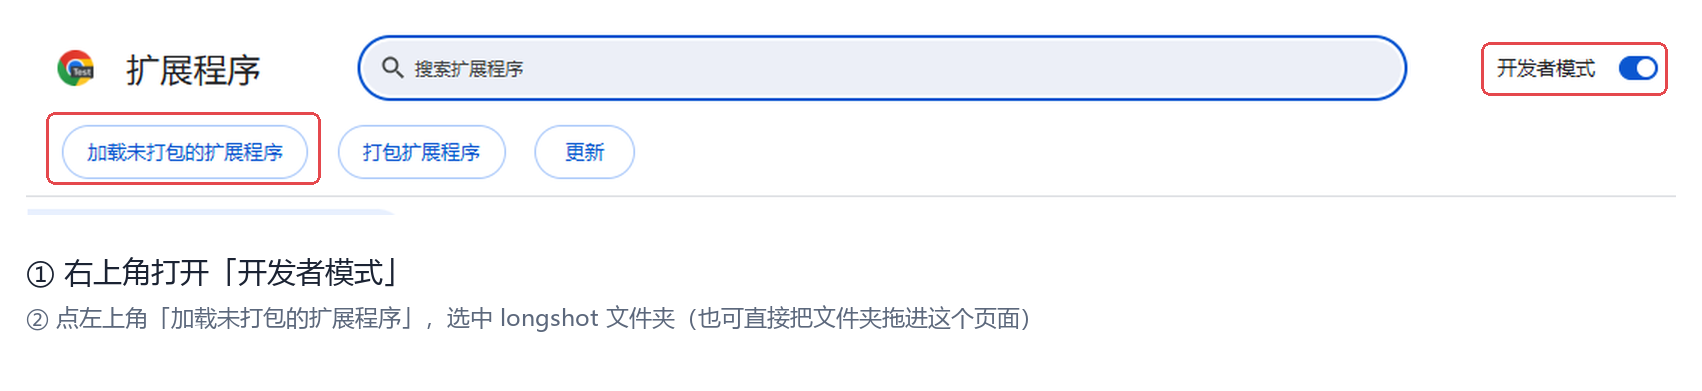 Test
扩展程序
搜索扩展程序
开发者模式
加载未打包的扩展程序
打包扩展程序
更新
① 右上角打开「开发者模式」
② 点左上角「加载未打包的扩展程序」，选中 longshot 文件夹（也可直接把文件夹拖进这个页面）